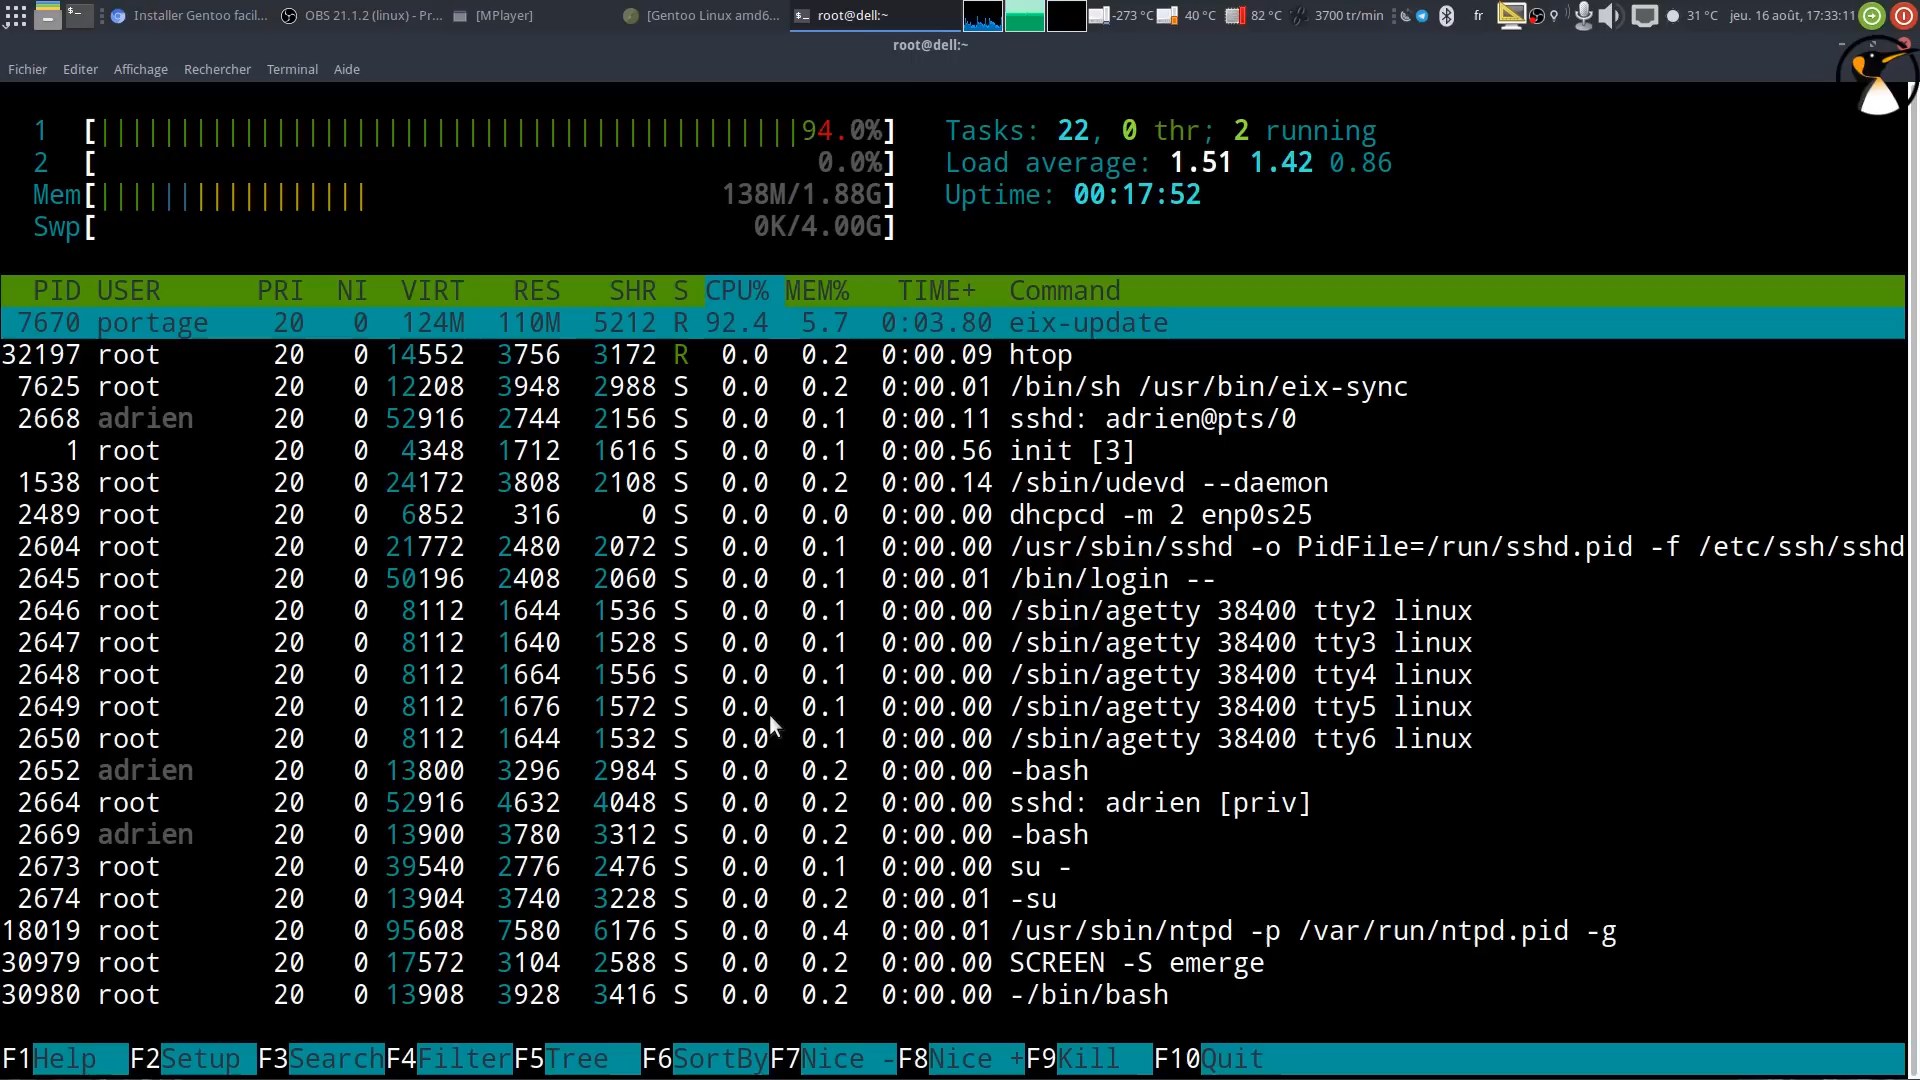 Installer Gentoo facil... OBS 21.1.2 (linux) - Pr... [MPlayer] [Gentoo Linux amd6... root@dell:~ -273 °C 40 °C 82 °C 3700 tr/min fr 31 °C jeu. 16 août, 17:33:11
root@dell:~
Fichier Editer Affichage Rechercher Terminal Aide
1 [||||||||||||||||||||||||||||||||||||||||||||94.0%] Tasks: 22, 0 thr; 2 running
2 [ 0.0%] Load average: 1.51 1.42 0.86
Mem[||||||||||||||||| 138M/1.88G] Uptime: 00:17:52
Swp[ 0K/4.00G]
PID USER PRI NI VIRT RES SHR S CPU% MEM% TIME+ Command
7670 portage 20 0 124M 110M 5212 R 92.4 5.7 0:03.80 eix-update
32197 root 20 0 14552 3756 3172 R 0.0 0.2 0:00.09 htop
7625 root 20 0 12208 3948 2988 S 0.0 0.2 0:00.01 /bin/sh /usr/bin/eix-sync
2668 adrien 20 0 52916 2744 2156 S 0.0 0.1 0:00.11 sshd: adrien@pts/0
1 root 20 0 4348 1712 1616 S 0.0 0.1 0:00.56 init [3]
1538 root 20 0 24172 3808 2108 S 0.0 0.2 0:00.14 /sbin/udevd --daemon
2489 root 20 0 6852 316 0 S 0.0 0.0 0:00.00 dhcpcd -m 2 enp0s25
2604 root 20 0 21772 2480 2072 S 0.0 0.1 0:00.00 /usr/sbin/sshd -o PidFile=/run/sshd.pid -f /etc/ssh/sshd
2645 root 20 0 50196 2408 2060 S 0.0 0.1 0:00.01 /bin/login --
2646 root 20 0 8112 1644 1536 S 0.0 0.1 0:00.00 /sbin/agetty 38400 tty2 linux
2647 root 20 0 8112 1640 1528 S 0.0 0.1 0:00.00 /sbin/agetty 38400 tty3 linux
2648 root 20 0 8112 1664 1556 S 0.0 0.1 0:00.00 /sbin/agetty 38400 tty4 linux
2649 root 20 0 8112 1676 1572 S 0.0 0.1 0:00.00 /sbin/agetty 38400 tty5 linux
2650 root 20 0 8112 1644 1532 S 0.0 0.1 0:00.00 /sbin/agetty 38400 tty6 linux
2652 adrien 20 0 13800 3296 2984 S 0.0 0.2 0:00.00 -bash
2664 root 20 0 52916 4632 4048 S 0.0 0.2 0:00.00 sshd: adrien [priv]
2669 adrien 20 0 13900 3780 3312 S 0.0 0.2 0:00.00 -bash
2673 root 20 0 39540 2776 2476 S 0.0 0.1 0:00.00 su -
2674 root 20 0 13904 3740 3228 S 0.0 0.2 0:00.01 -su
18019 root 20 0 95608 7580 6176 S 0.0 0.4 0:00.01 /usr/sbin/ntpd -p /var/run/ntpd.pid -g
30979 root 20 0 17572 3104 2588 S 0.0 0.2 0:00.00 SCREEN -S emerge
30980 root 20 0 13908 3928 3416 S 0.0 0.2 0:00.00 -/bin/bash
F1Help F2Setup F3SearchF4FilterF5Tree F6SortByF7Nice -F8Nice +F9Kill F10Quit